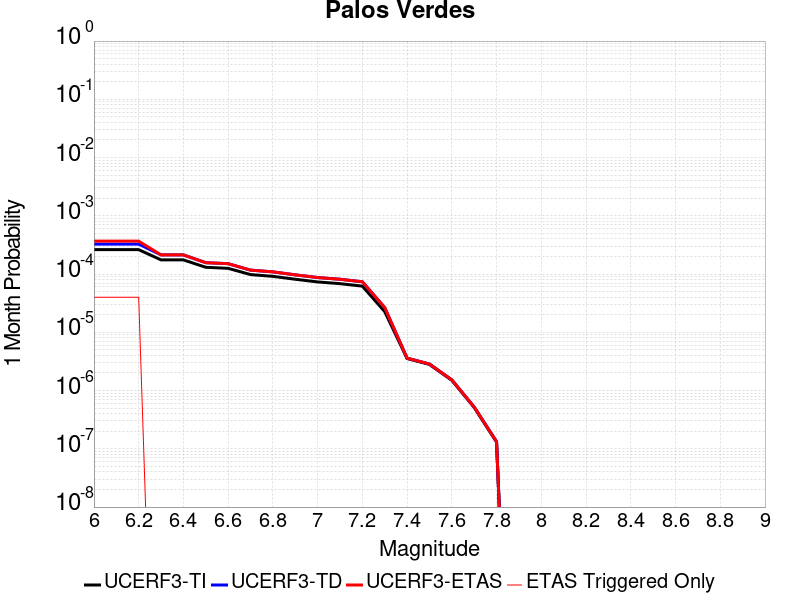 Palos Verdes
10^0
10^-1
10^-2
10^-3
10^-4
10^-5
10^-6
10^-7
10^-8
1 Month Probability
6 6.2 6.4 6.6 6.8 7 7.2 7.4 7.6 7.8 8 8.2 8.4 8.6 8.8 9
Magnitude
UCERF3-TI UCERF3-TD UCERF3-ETAS ETAS Triggered Only